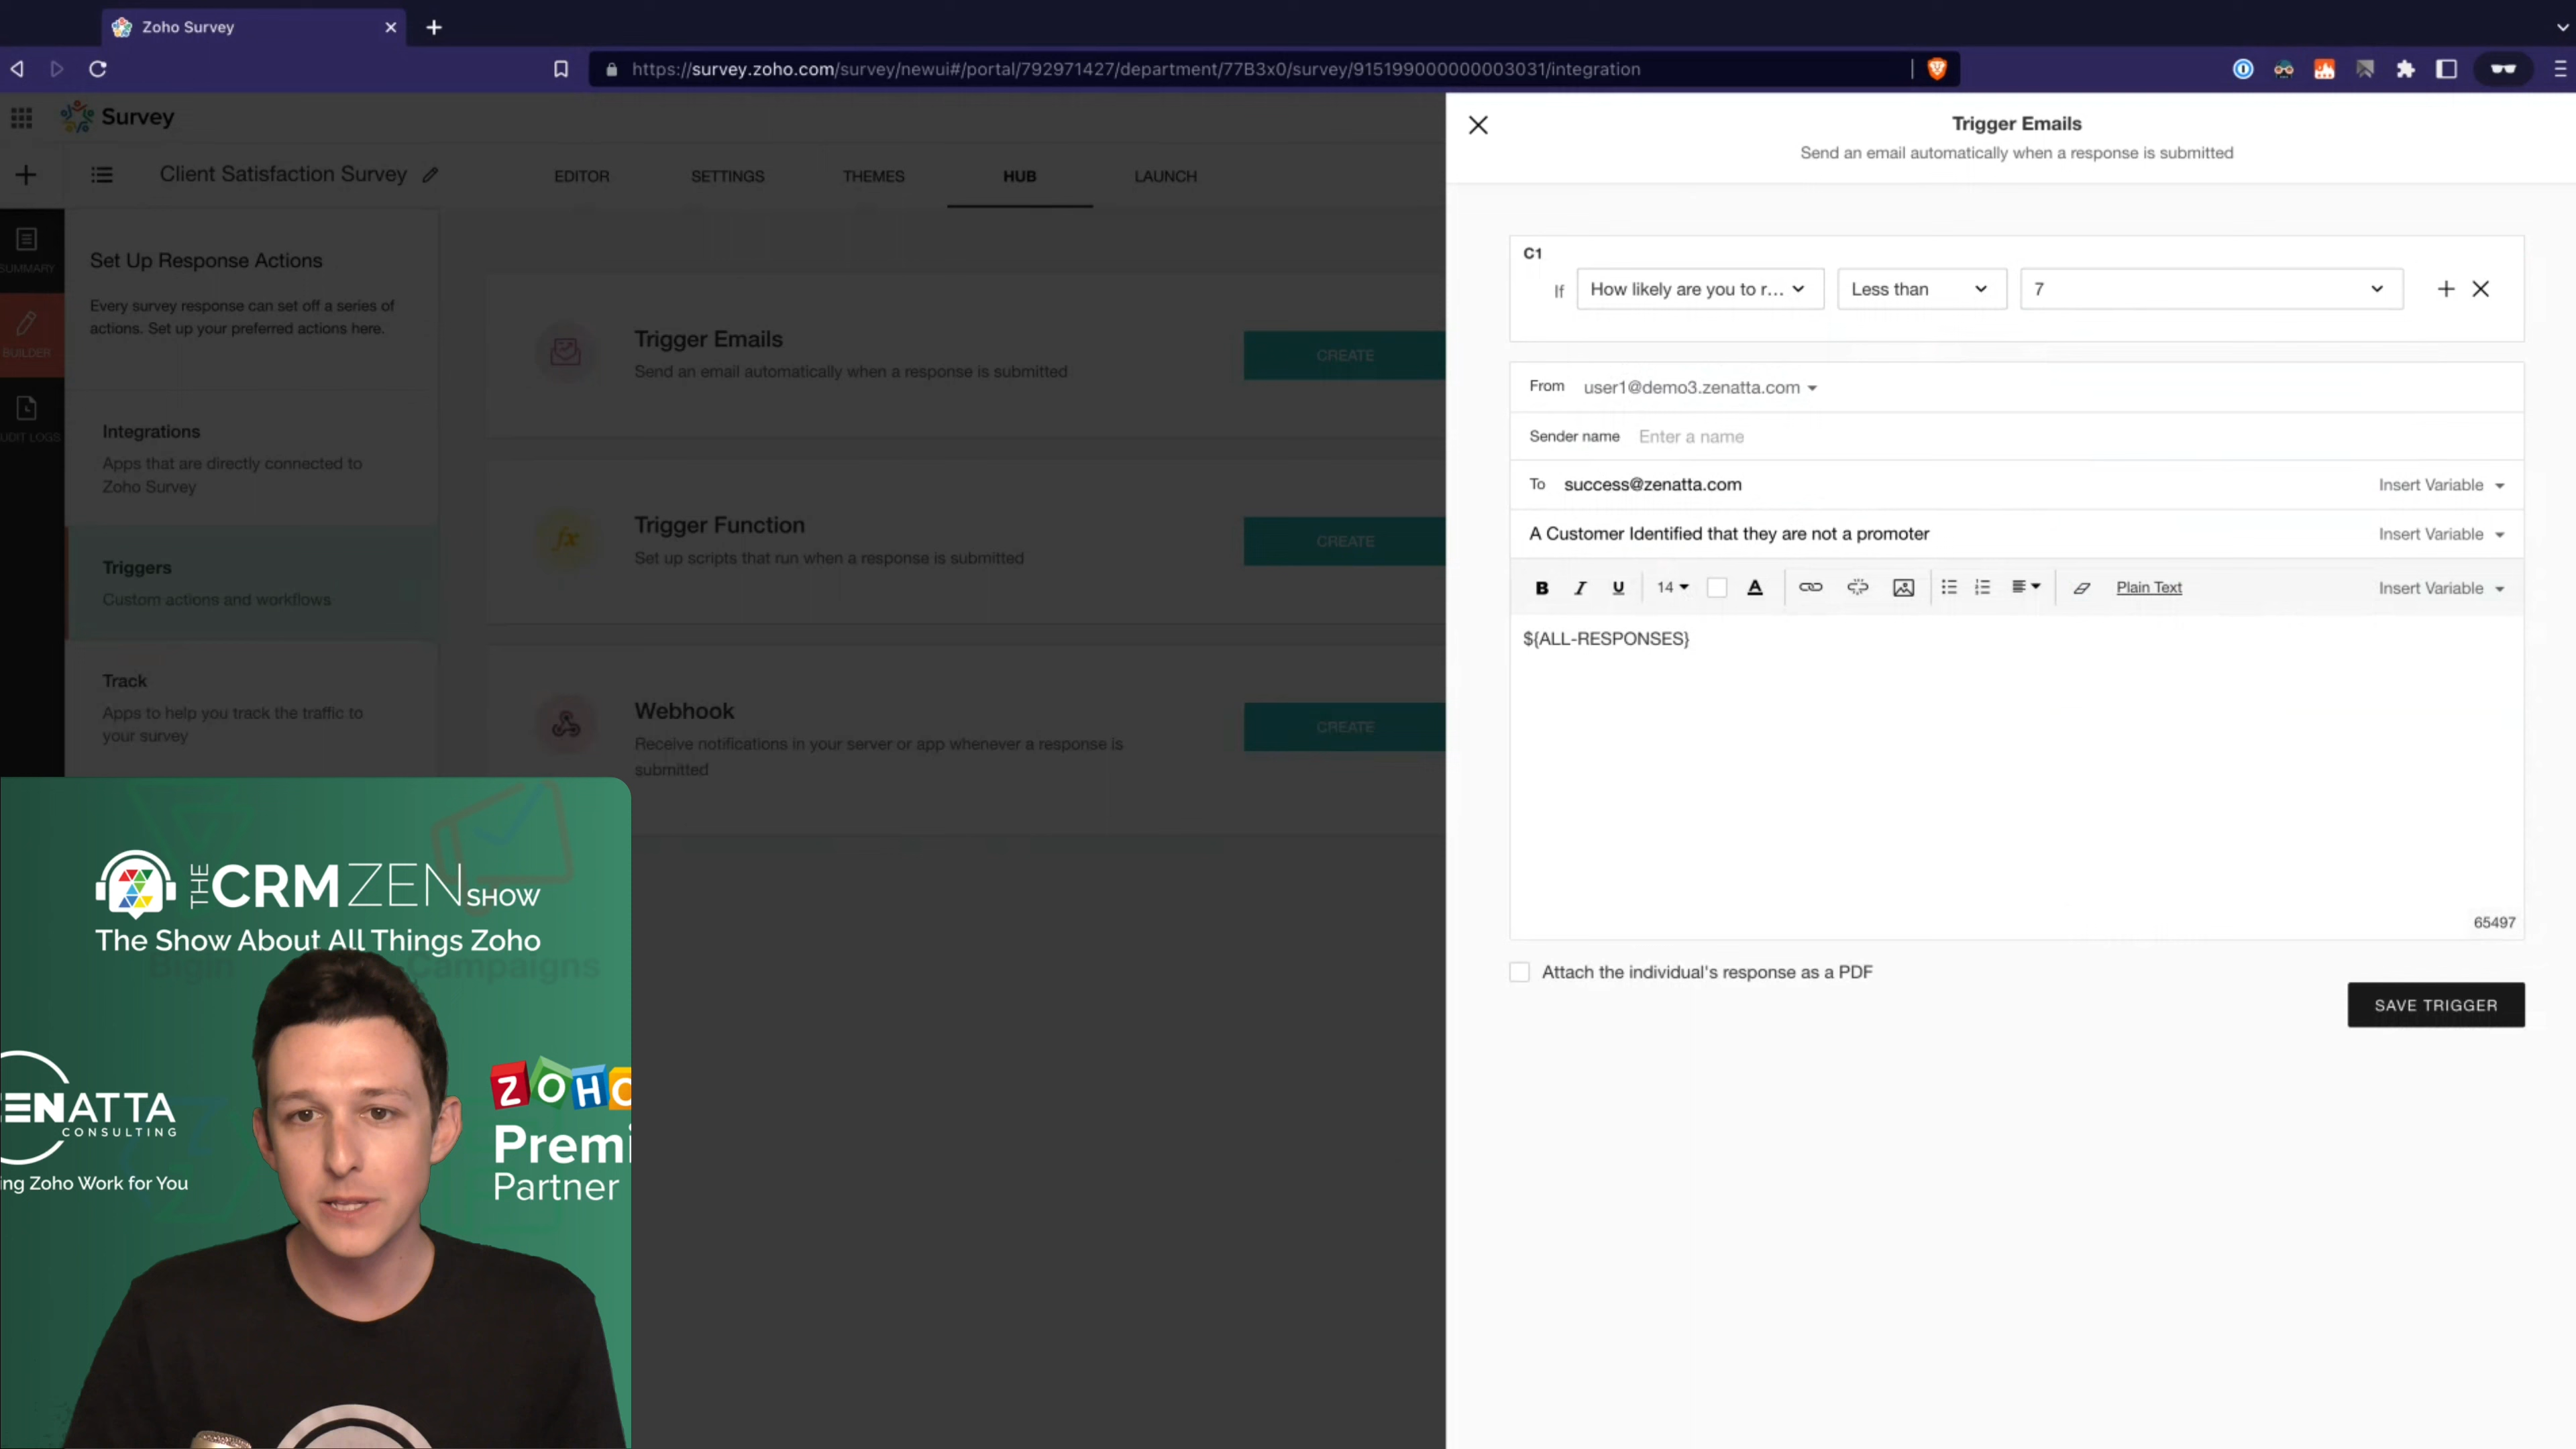 Zoho Survey
https://survey.zoho.com/survey/newui#/portal/792971427/department/77B3x0/survey/915199000000003031/integration
Survey
Client Satisfaction Survey
EDITOR
SETTINGS
THEMES
HUB
LAUNCH
SUMMARY
BUILDER
UDIT LOGS
Set Up Response Actions
Every survey response can set off a series of
actions. Set up your preferred actions here.
Integrations
Apps that are directly connected to
Zoho Survey
Triggers
Custom actions and workflows
Track
Apps to help you track the traffic to
your survey
Trigger Emails
Send an email automatically when a response is submitted
CREATE
fx
Trigger Function
Set up scripts that run when a response is submitted
CREATE
Webhook
Receive notifications in your server or app whenever a response is
submitted
CREATE
Trigger Emails
Send an email automatically when a response is submitted
C1
If
How likely are you to r...
Less than
7
From user1@demo3.zenatta.com
Sender name Enter a name
To success@zenatta.com Insert Variable
A Customer Identified that they are not a promoter Insert Variable
B I U 14 A Plain Text Insert Variable
${ALL-RESPONSES}
65497
Attach the individual's response as a PDF
SAVE TRIGGER
THE CRM ZEN SHOW
The Show About All Things Zoho
Bigin
Campaigns
ZENATTA
CONSULTING
ing Zoho Work for You
ZOHO
Premi
Partner